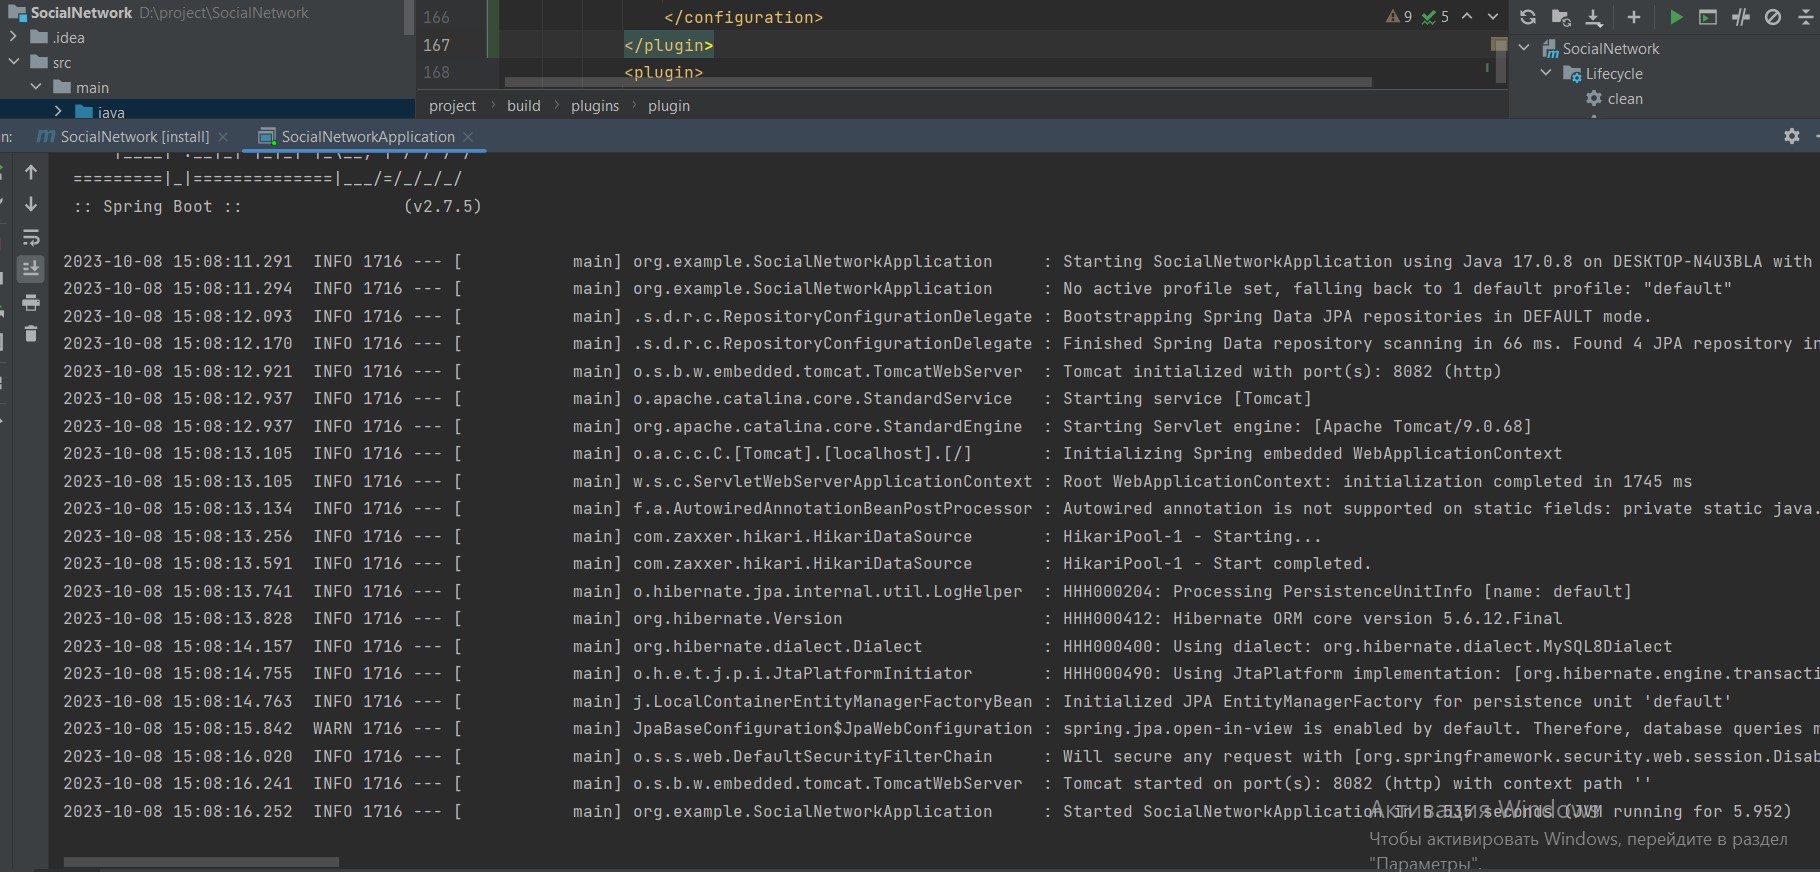 SocialNetwork D:\project\SocialNetwork
.idea
src
main
java
166 </configuration>
167 </plugin>
168 <plugin>
9 5
project > build > plugins > plugin
SocialNetwork
Lifecycle
clean
n: SocialNetwork [install] SocialNetworkApplication
=========|_|==============|___/=/_/_/_/
:: Spring Boot :: (v2.7.5)
2023-10-08 15:08:11.291 INFO 1716 --- [ main] org.example.SocialNetworkApplication : Starting SocialNetworkApplication using Java 17.0.8 on DESKTOP-N4U3BLA with
2023-10-08 15:08:11.294 INFO 1716 --- [ main] org.example.SocialNetworkApplication : No active profile set, falling back to 1 default profile: "default"
2023-10-08 15:08:12.093 INFO 1716 --- [ main] .s.d.r.c.RepositoryConfigurationDelegate : Bootstrapping Spring Data JPA repositories in DEFAULT mode.
2023-10-08 15:08:12.170 INFO 1716 --- [ main] .s.d.r.c.RepositoryConfigurationDelegate : Finished Spring Data repository scanning in 66 ms. Found 4 JPA repository in
2023-10-08 15:08:12.921 INFO 1716 --- [ main] o.s.b.w.embedded.tomcat.TomcatWebServer : Tomcat initialized with port(s): 8082 (http)
2023-10-08 15:08:12.937 INFO 1716 --- [ main] o.apache.catalina.core.StandardService : Starting service [Tomcat]
2023-10-08 15:08:12.937 INFO 1716 --- [ main] org.apache.catalina.core.StandardEngine : Starting Servlet engine: [Apache Tomcat/9.0.68]
2023-10-08 15:08:13.105 INFO 1716 --- [ main] o.a.c.c.C.[Tomcat].[localhost].[/] : Initializing Spring embedded WebApplicationContext
2023-10-08 15:08:13.105 INFO 1716 --- [ main] w.s.c.ServletWebServerApplicationContext : Root WebApplicationContext: initialization completed in 1745 ms
2023-10-08 15:08:13.134 INFO 1716 --- [ main] f.a.AutowiredAnnotationBeanPostProcessor : Autowired annotation is not supported on static fields: private static java.
2023-10-08 15:08:13.256 INFO 1716 --- [ main] com.zaxxer.hikari.HikariDataSource : HikariPool-1 - Starting...
2023-10-08 15:08:13.591 INFO 1716 --- [ main] com.zaxxer.hikari.HikariDataSource : HikariPool-1 - Start completed.
2023-10-08 15:08:13.741 INFO 1716 --- [ main] o.hibernate.jpa.internal.util.LogHelper : HHH000204: Processing PersistenceUnitInfo [name: default]
2023-10-08 15:08:13.828 INFO 1716 --- [ main] org.hibernate.Version : HHH000412: Hibernate ORM core version 5.6.12.Final
2023-10-08 15:08:14.157 INFO 1716 --- [ main] org.hibernate.dialect.Dialect : HHH000400: Using dialect: org.hibernate.dialect.MySQL8Dialect
2023-10-08 15:08:14.755 INFO 1716 --- [ main] o.h.e.t.j.p.i.JtaPlatformInitiator : HHH000490: Using JtaPlatform implementation: [org.hibernate.engine.transacti
2023-10-08 15:08:14.763 INFO 1716 --- [ main] j.LocalContainerEntityManagerFactoryBean : Initialized JPA EntityManagerFactory for persistence unit 'default'
2023-10-08 15:08:15.842 WARN 1716 --- [ main] JpaBaseConfiguration$JpaWebConfiguration : spring.jpa.open-in-view is enabled by default. Therefore, database queries m
2023-10-08 15:08:16.020 INFO 1716 --- [ main] o.s.s.web.DefaultSecurityFilterChain : Will secure any request with [org.springframework.security.web.session.Disab
2023-10-08 15:08:16.241 INFO 1716 --- [ main] o.s.b.w.embedded.tomcat.TomcatWebServer : Tomcat started on port(s): 8082 (http) with context path ''
2023-10-08 15:08:16.252 INFO 1716 --- [ main] org.example.SocialNetworkApplication : Started SocialNetworkApplication in 5.535 seconds (JVM running for 5.952)
Активация Windows
Чтобы активировать Windows, перейдите в раздел
"Параметры".